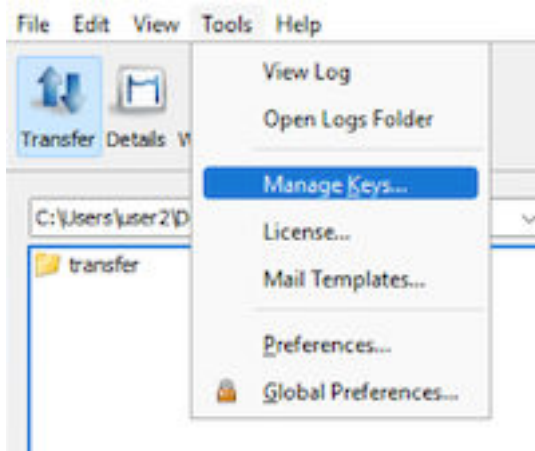 File Edit View Tools Help
View Log
Open Logs Folder
Transfer Details W
Manage Keys...
C:\Users\user2\D
License...
transfer
Mail Templates...
Preferences...
Global Preferences...